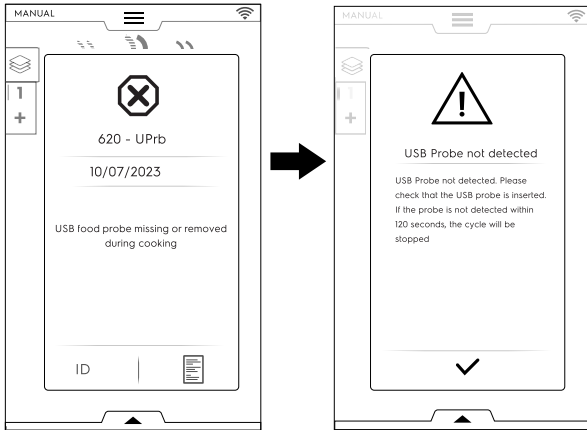 MANUAL
1
+
620 - UPrb
10/07/2023
USB food probe missing or removed
during cooking
ID
MANUAL
1
+
USB Probe not detected
USB Probe not detected. Please
check that the USB probe is inserted.
If the probe is not detected within
120 seconds, the cycle will be
stopped